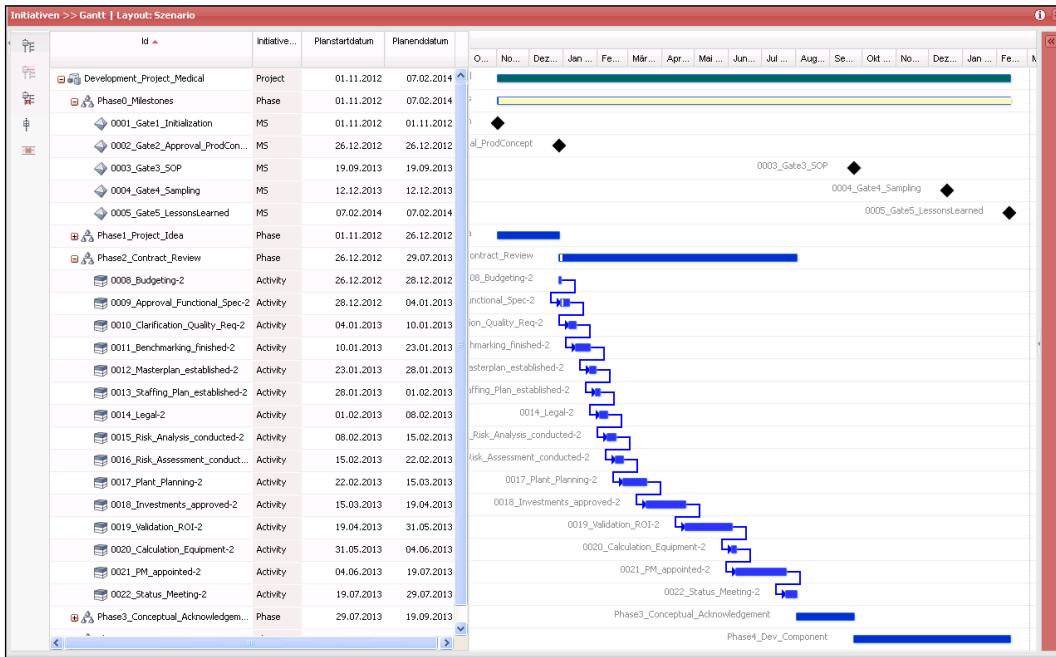 Initiativen >> Gantt | Layout: Szenario
Id Initiative... Planstartdatum Planenddatum
O... No... Dez... Jan ... Fe... Mär... Apr... Mai ... Jun... Jul ... Aug... Se... Okt ... No... Dez... Jan ... Fe... M
Development_Project_Medical Project 01.11.2012 07.02.2014
Phase0_Milestones Phase 01.11.2012 07.02.2014
0001_Gate1_Initialization MS 01.11.2012 01.11.2012
0002_Gate2_Approval_ProdCon... MS 26.12.2012 26.12.2012 al_ProdConcept
0003_Gate3_SOP MS 19.09.2013 19.09.2013 0003_Gate3_SOP
0004_Gate4_Sampling MS 12.12.2013 12.12.2013 0004_Gate4_Sampling
0005_Gate5_LessonsLearned MS 07.02.2014 07.02.2014 0005_Gate5_LessonsLearned
Phase1_Project_Idea Phase 01.11.2012 26.12.2012
Phase2_Contract_Review Phase 26.12.2012 29.07.2013 ontract_Review
0008_Budgeting-2 Activity 26.12.2012 28.12.2012 08_Budgeting-2
0009_Approval_Functional_Spec-2 Activity 28.12.2012 04.01.2013 unctional_Spec-2
0010_Clarification_Quality_Req-2 Activity 04.01.2013 10.01.2013 ion_Quality_Req-2
0011_Benchmarking_finished-2 Activity 10.01.2013 23.01.2013 hmarking_finished-2
0012_Masterplan_established-2 Activity 23.01.2013 28.01.2013 asterplan_established-2
0013_Staffing_Plan_established-2 Activity 28.01.2013 01.02.2013 affing_Plan_established-2
0014_Legal-2 Activity 01.02.2013 08.02.2013 0014_Legal-2
0015_Risk_Analysis_conducted-2 Activity 08.02.2013 15.02.2013 _Risk_Analysis_conducted-2
0016_Risk_Assessment_conduct... Activity 15.02.2013 22.02.2013 Risk_Assessment_conducted-2
0017_Plant_Planning-2 Activity 22.02.2013 15.03.2013 0017_Plant_Planning-2
0018_Investments_approved-2 Activity 15.03.2013 19.04.2013 0018_Investments_approved-2
0019_Validation_ROI-2 Activity 19.04.2013 31.05.2013 0019_Validation_ROI-2
0020_Calculation_Equipment-2 Activity 31.05.2013 04.06.2013 0020_Calculation_Equipment-2
0021_PM_appointed-2 Activity 04.06.2013 19.07.2013 0021_PM_appointed-2
0022_Status_Meeting-2 Activity 19.07.2013 29.07.2013 0022_Status_Meeting-2
Phase3_Conceptual_Acknowledgem... Phase 29.07.2013 19.09.2013 Phase3_Conceptual_Acknowledgement
Phase4_Dev_Component